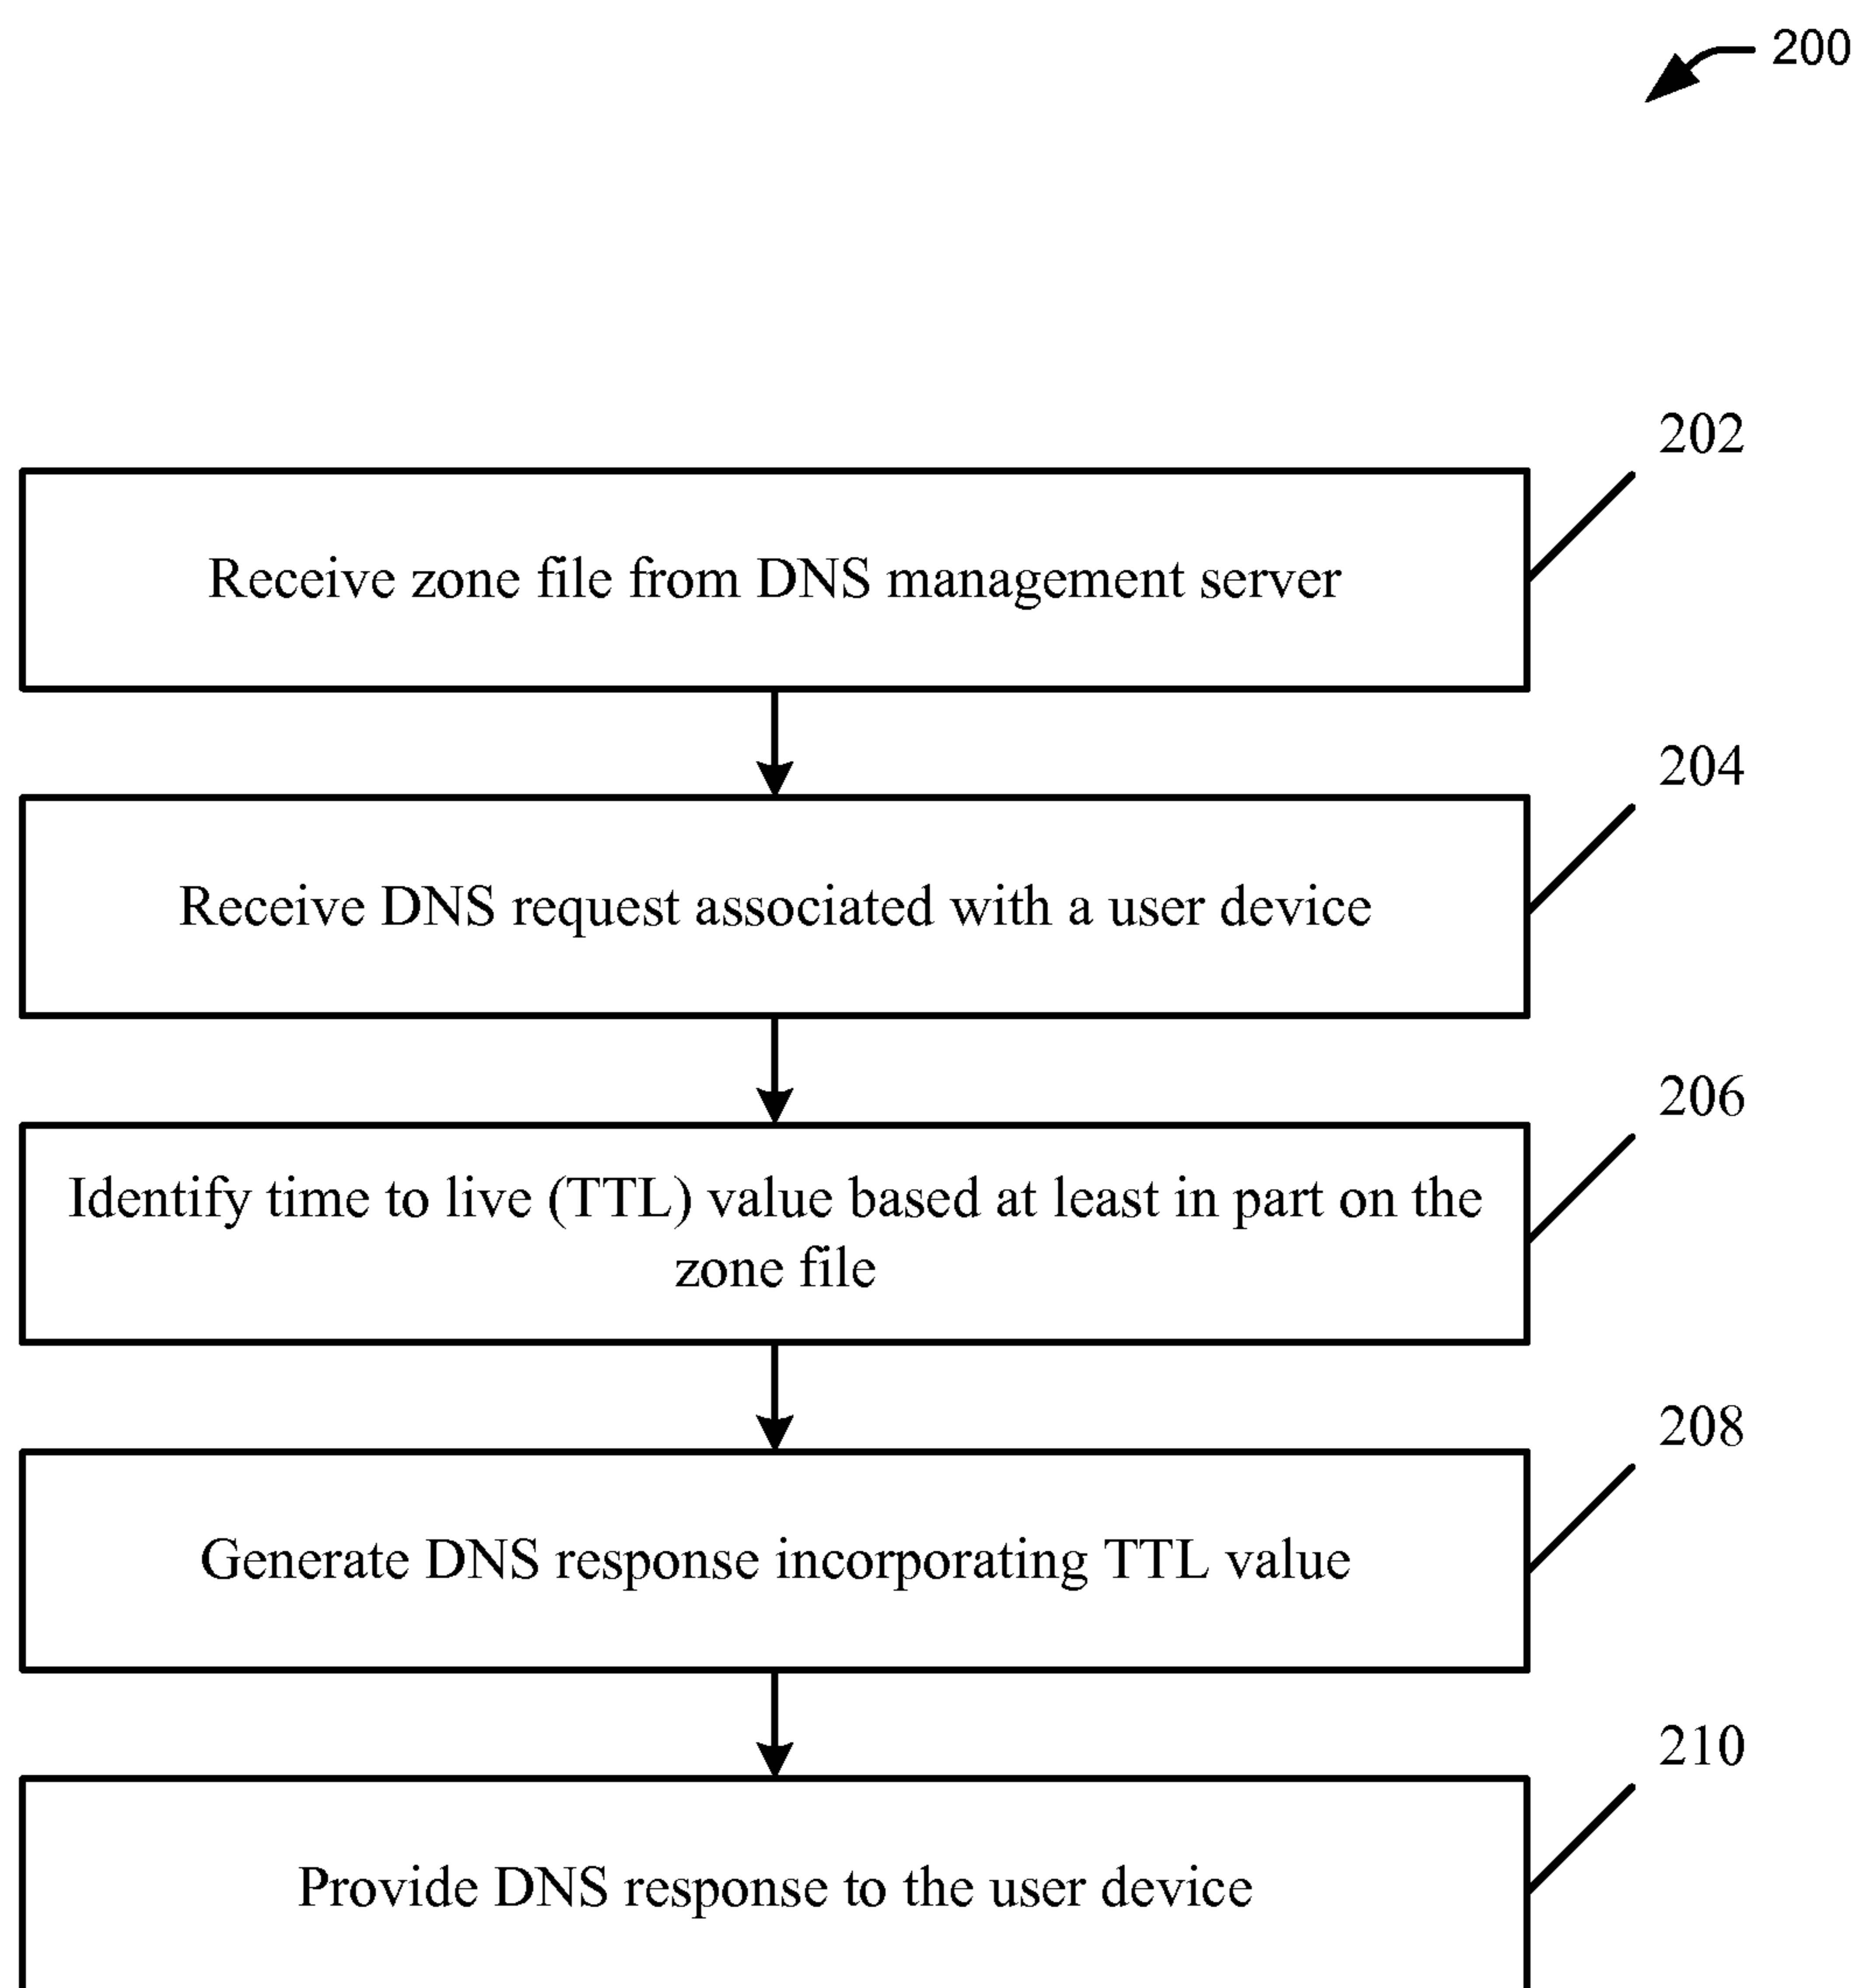 200
202
Receive zone file from DNS management server
204
Receive DNS request associated with a user device
206
Identify time to live (TTL) value based at least in part on the
zone file
208
Generate DNS response incorporating TTL value
210
Provide DNS response to the user device